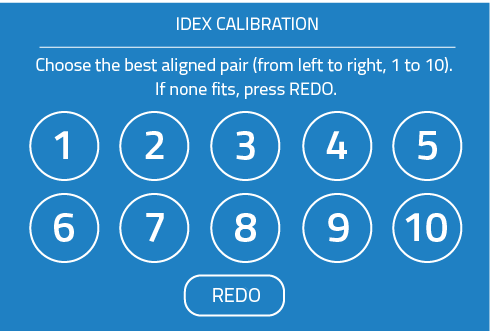 IDEX CALIBRATION
Choose the best aligned pair (from left to right, 1 to 10).
If none fits, press REDO.
1 2 3 4 5
6 7 8 9 10
REDO